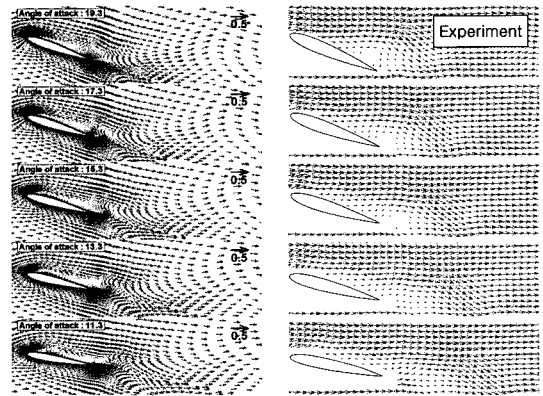 Angle of attack : 19.3
0.5
Experiment
Angle of attack : 17.3
0.5
Angle of attack : 15.3
0.5
Angle of attack : 13.3
0.5
Angle of attack : 11.3
0.5